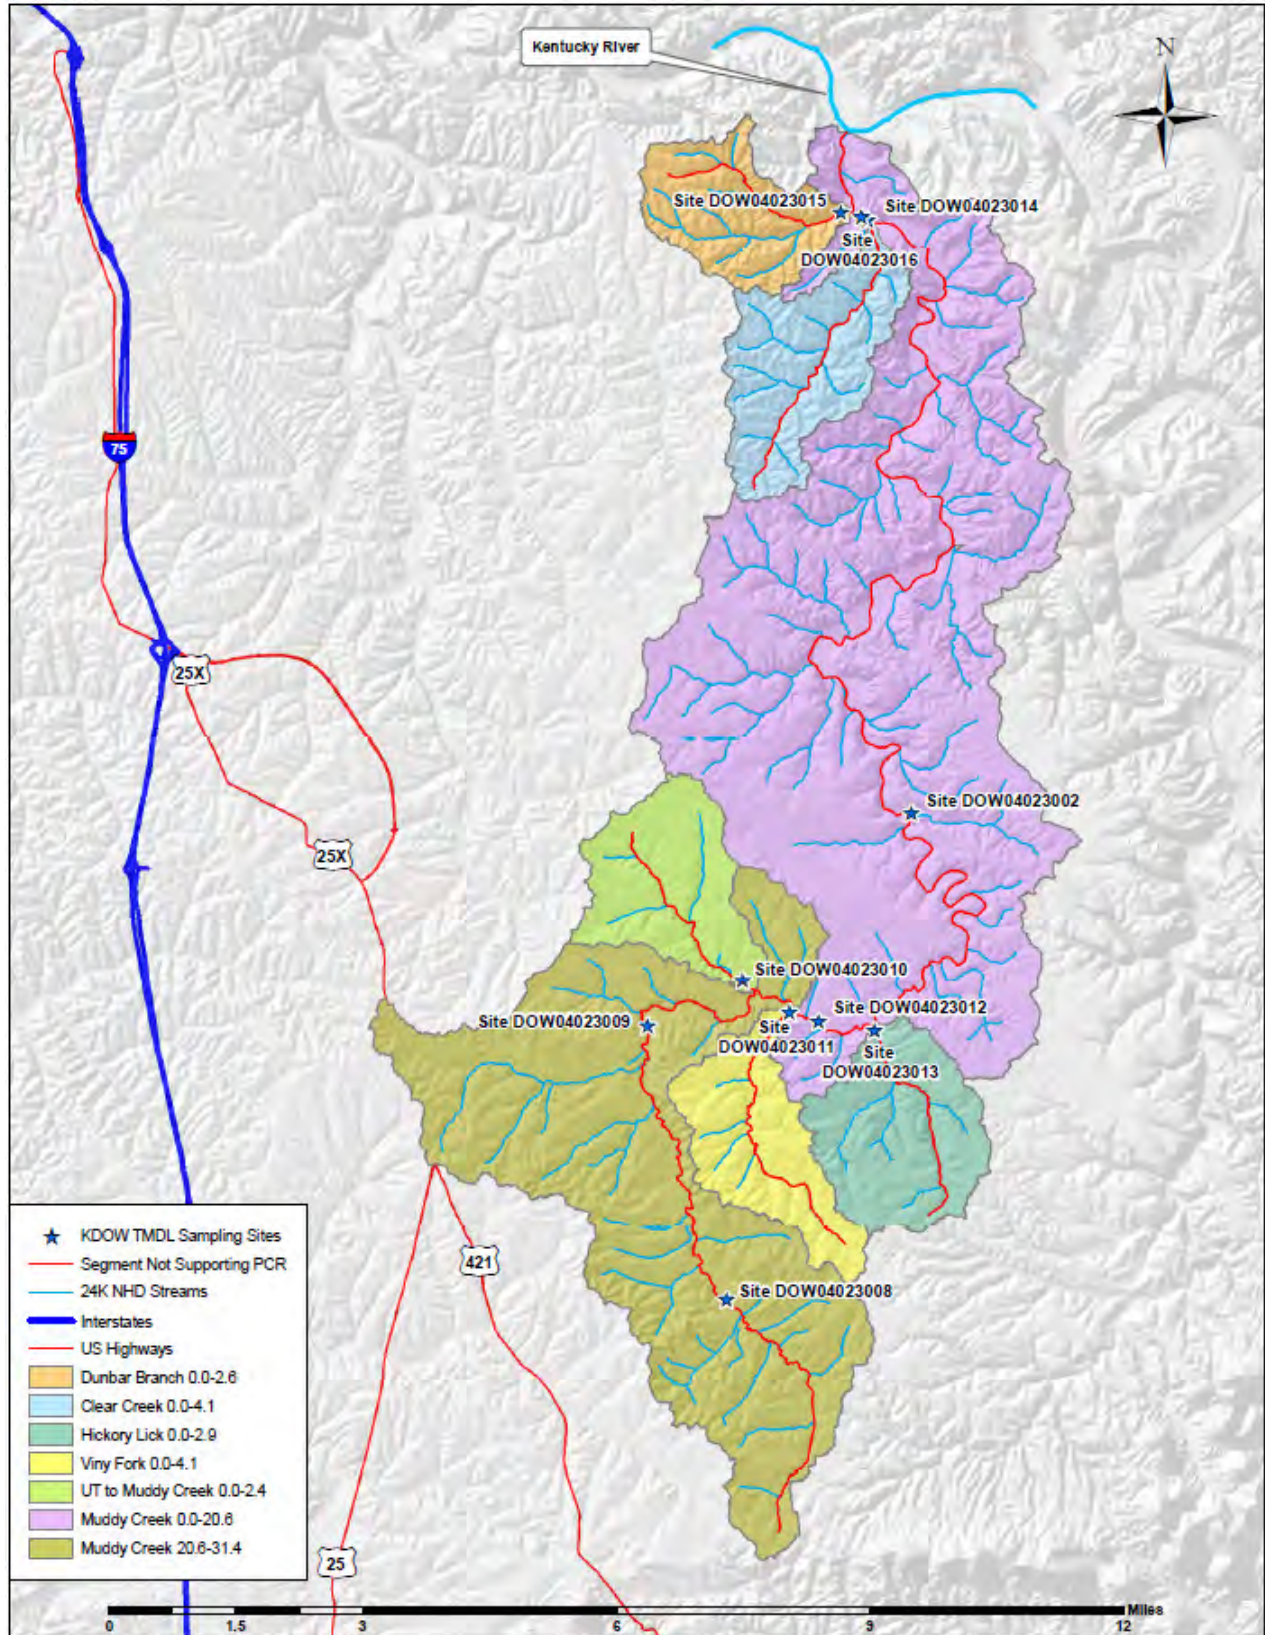 Kentucky River
N
Site DOW04023015
Site DOW04023014
Site
DOW04023016
75
25X
25X
Site DOW04023002
Site DOW04023010
Site DOW04023009
Site DOW04023012
Site
DOW04023011
Site
DOW04023013
421
Site DOW04023008
25
KDOW TMDL Sampling Sites
Segment Not Supporting PCR
24K NHD Streams
Interstates
US Highways
Dunbar Branch 0.0-2.6
Clear Creek 0.0-4.1
Hickory Lick 0.0-2.9
Viny Fork 0.0-4.1
UT to Muddy Creek 0.0-2.4
Muddy Creek 0.0-20.6
Muddy Creek 20.6-31.4
Miles
0 1.5 3 6 9 12